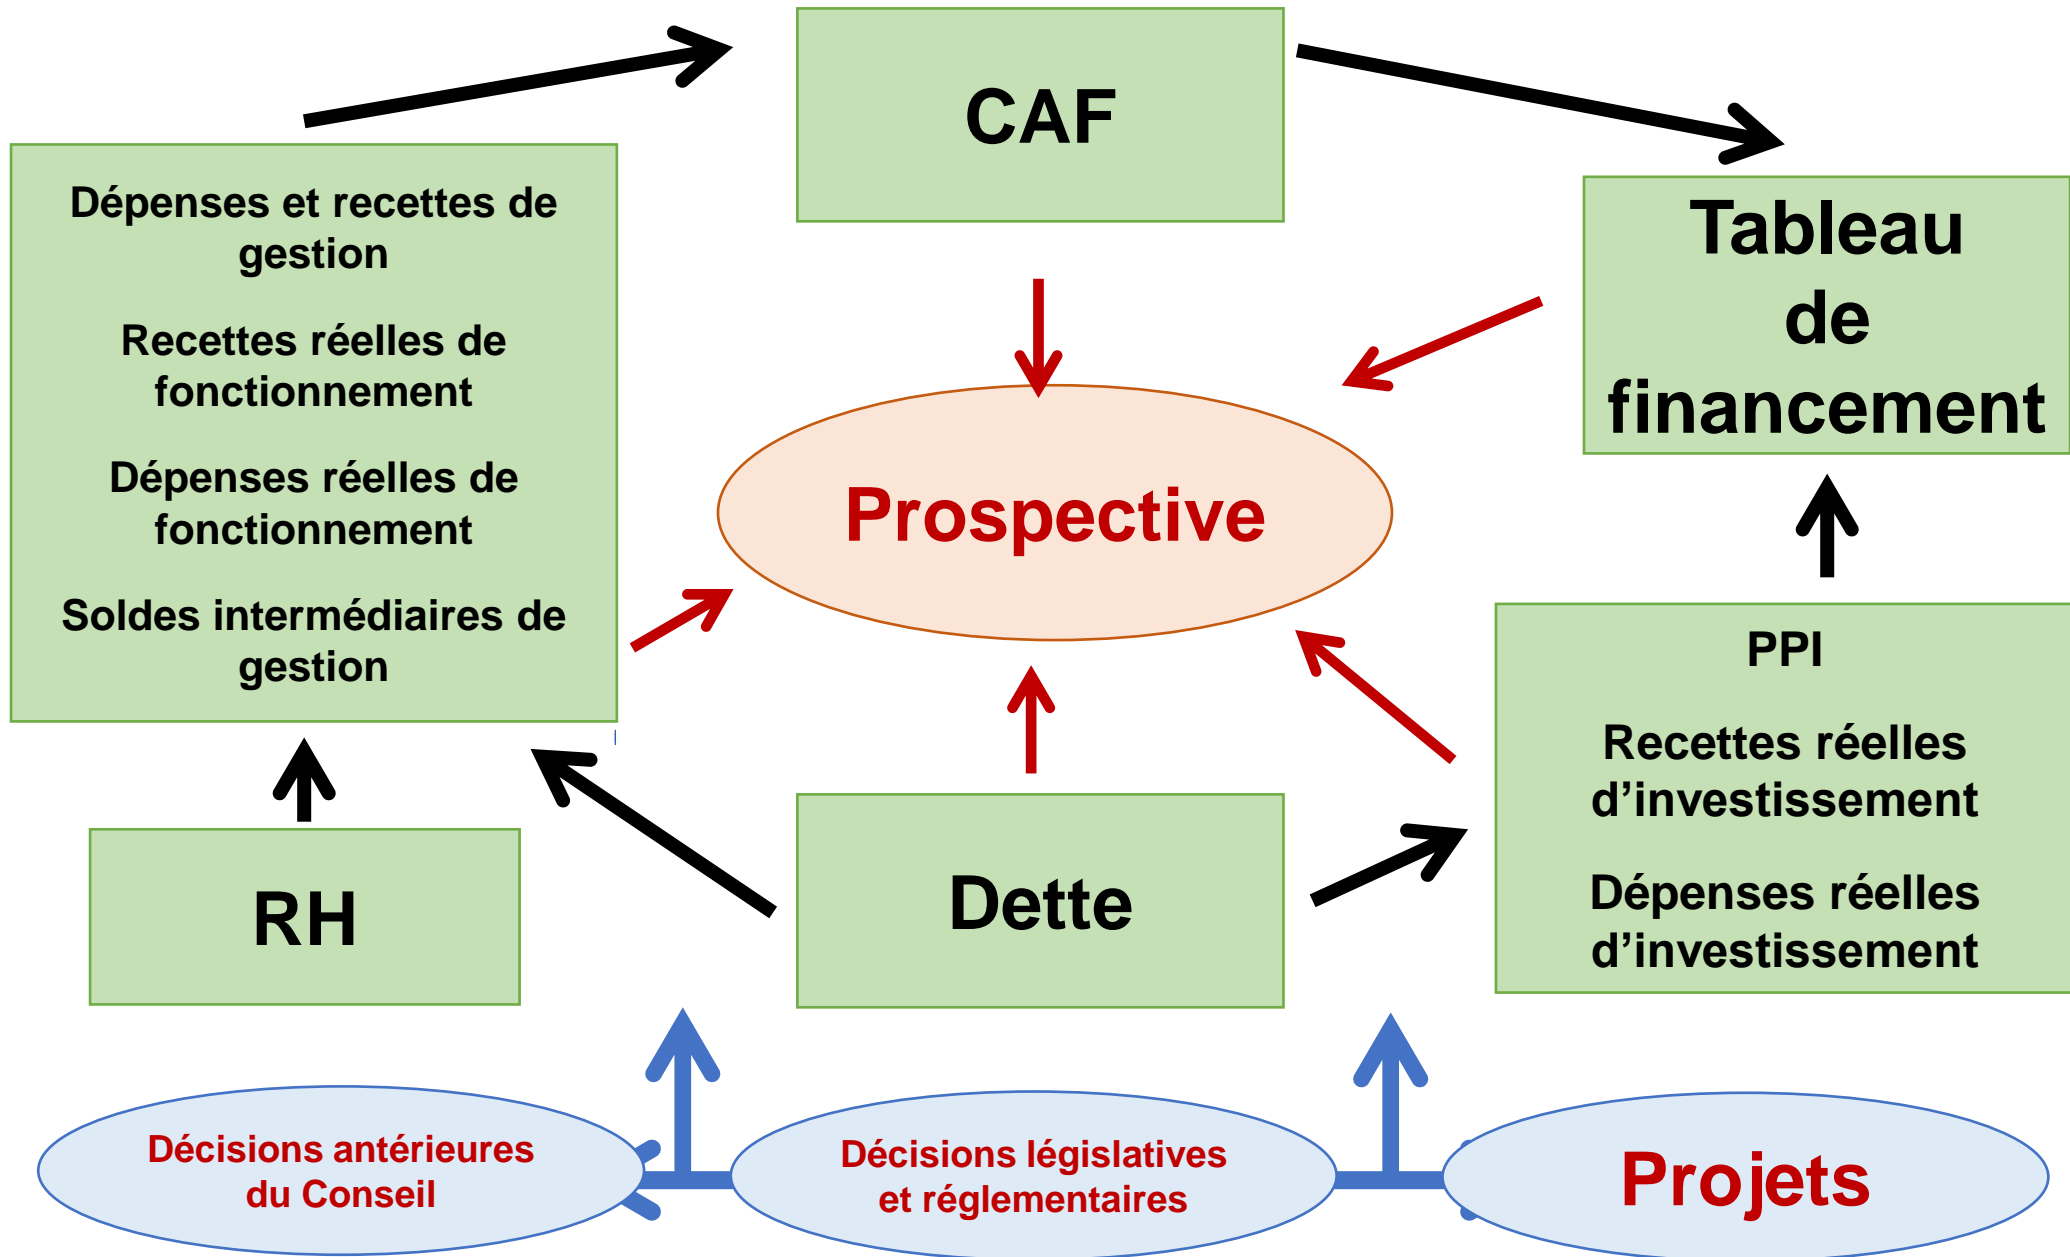 CAF
Dépenses et recettes de
gestion
Recettes réelles de
fonctionnement
Dépenses réelles de
fonctionnement
Soldes intermédiaires de
gestion
Tableau
de
financement
Prospective
PPI
Recettes réelles
d’investissement
Dépenses réelles
d’investissement
RH
Dette
Décisions antérieures
du Conseil
Décisions législatives
et réglementaires
Projets